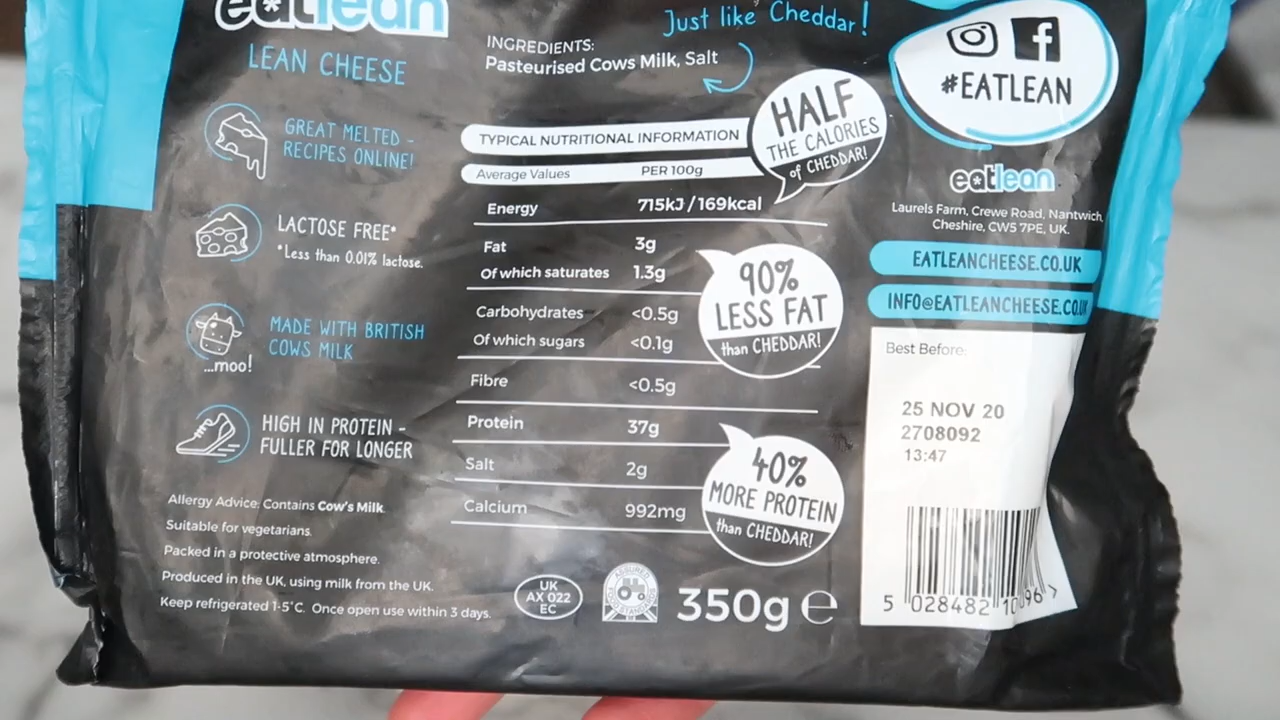 eatlean
LEAN CHEESE
GREAT MELTED -
RECIPES ONLINE!
LACTOSE FREE*
*Less than 0.01% lactose.
MADE WITH BRITISH
COWS MILK
...moo!
HIGH IN PROTEIN -
FULLER FOR LONGER
Allergy Advice: Contains Cow's Milk.
Suitable for vegetarians.
Packed in a protective atmosphere.
Produced in the UK, using milk from the UK.
Keep refrigerated 1-5°C. Once open use within 3 days.
Just like Cheddar!
INGREDIENTS:
Pasteurised Cows Milk, Salt
TYPICAL NUTRITIONAL INFORMATION
Average Values PER 100g
Energy 715kJ / 169kcal
Fat 3g
Of which saturates 1.3g
Carbohydrates <0.5g
Of which sugars <0.1g
Fibre <0.5g
Protein 37g
Salt 2g
Calcium 992mg
HALF
THE CALORIES
of CHEDDAR!
90%
LESS FAT
than CHEDDAR!
40%
MORE PROTEIN
than CHEDDAR!
UK
AX 022
EC
ASSURED
350g e
#EATLEAN
eatlean
Laurels Farm, Crewe Road, Nantwich,
Cheshire, CW5 7PE, UK.
EATLEANCHEESE.CO.UK
INFO@EATLEANCHEESE.CO.UK
Best Before:
25 NOV 20
2708092
13:47
5 028482 10 96 >